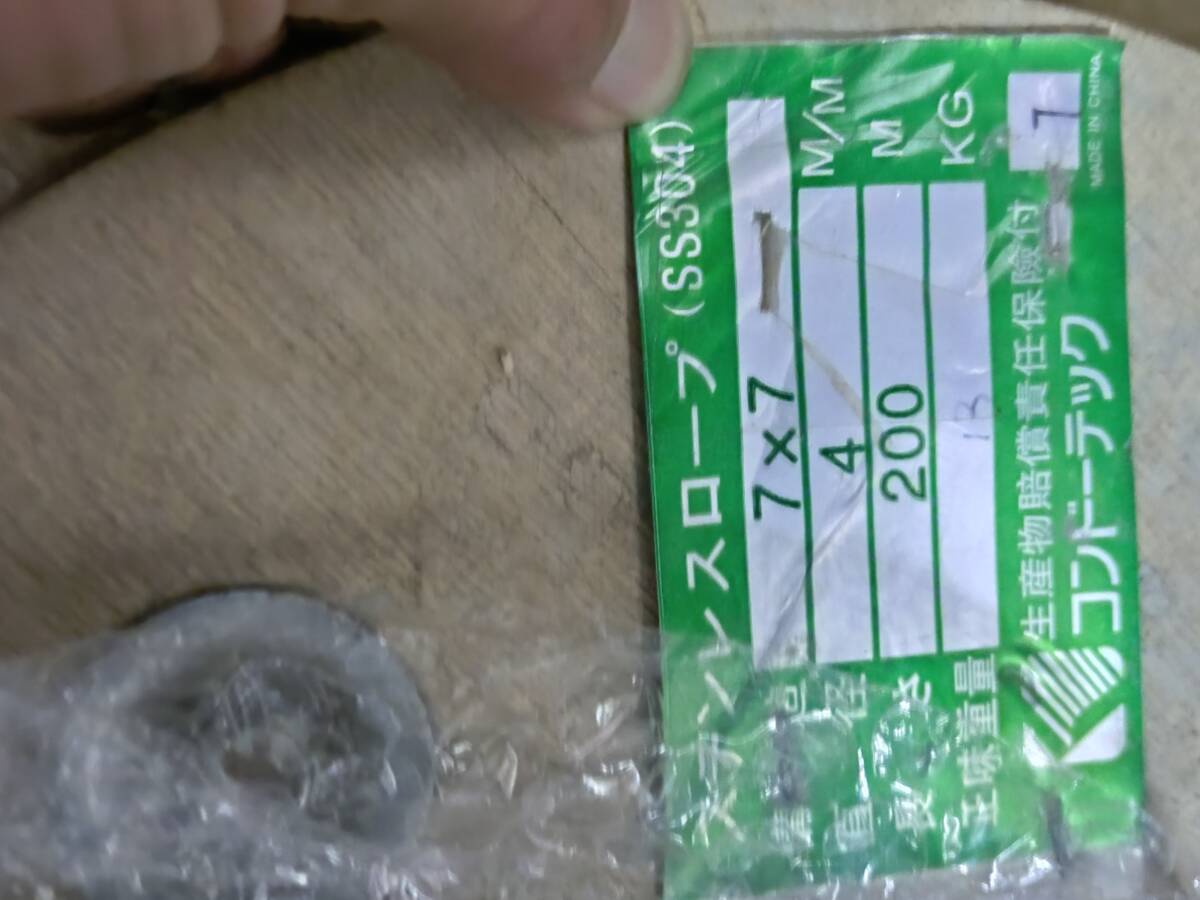 ステンレスロープ(SS304)
構造 7×7
直径 4 M/M
長さ 200 M
正味重量 KG
生産物賠償責任保険付
コンドーテック
7
MADE IN CHINA